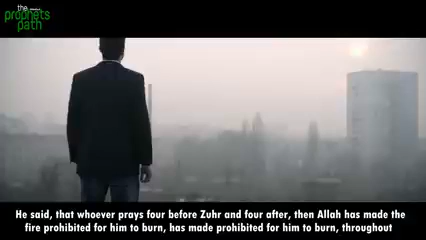 the
prophets
path
He said, that whoever prays four before Zuhr and four after, then Allah has made the
fire prohibited for him to burn, has made prohibited for him to burn, throughout